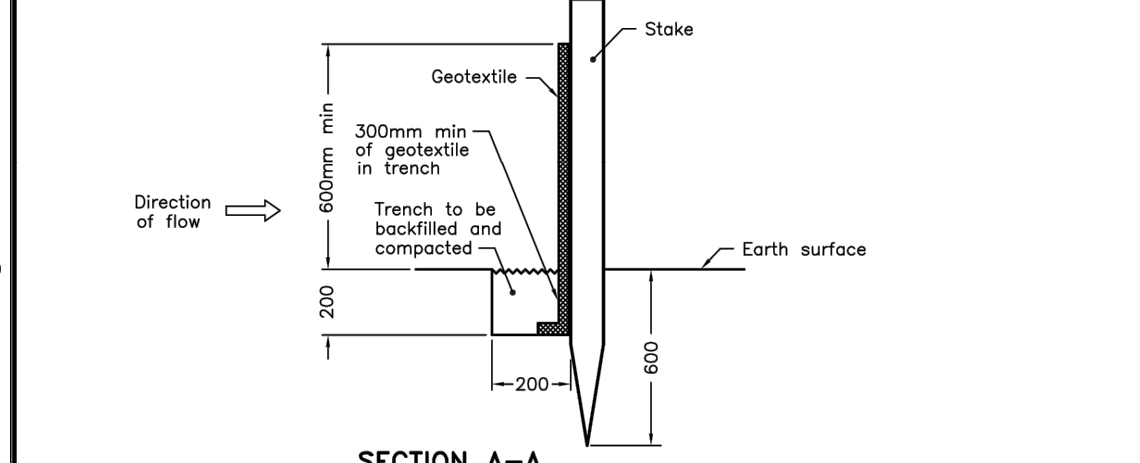 Stake
Geotextile
600mm min
300mm min
of geotextile
in trench
Direction
of flow
Trench to be
backfilled and
compacted
Earth surface
200
600
200
SECTION A-A